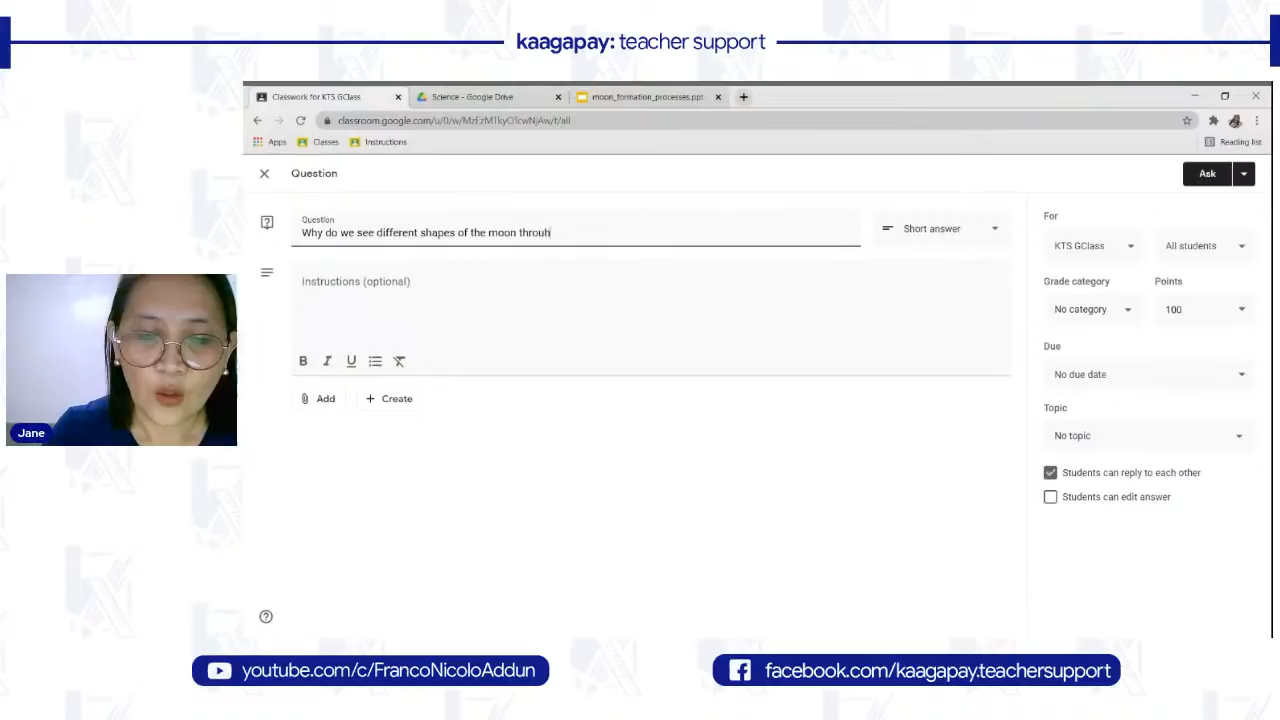 kaagapay: teacher support
Classwork for KTS GClass
Science - Google Drive
moon_formation_processes.ppt
classroom.google.com/u/0/w/MzEzMTkyOTcwNjAw/t/all
Apps
Classes
Instructions
Reading list
Question
Ask
Question
Why do we see different shapes of the moon throuh
Short answer
Instructions (optional)
B I U
Add
Create
For
KTS GClass
All students
Grade category
Points
No category
100
Due
No due date
Topic
No topic
Students can reply to each other
Students can edit answer
Jane
youtube.com/c/FrancoNicoloAddun
facebook.com/kaagapay.teachersupport